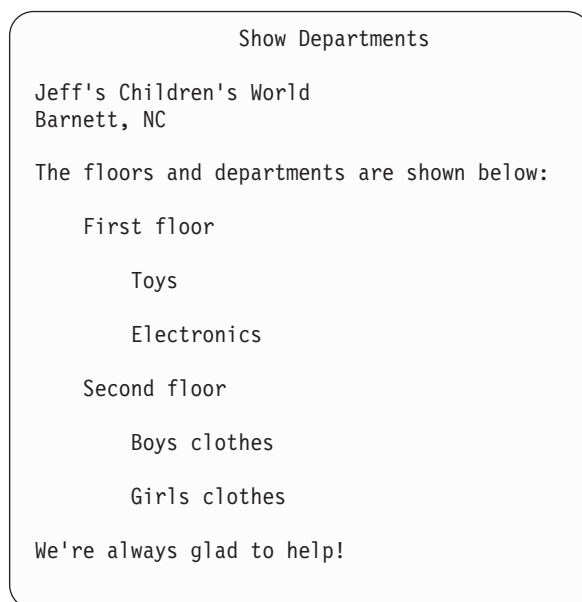 Show Departments
Jeff's Children's World
Barnett, NC
The floors and departments are shown below:
First floor
Toys
Electronics
Second floor
Boys clothes
Girls clothes
We're always glad to help!